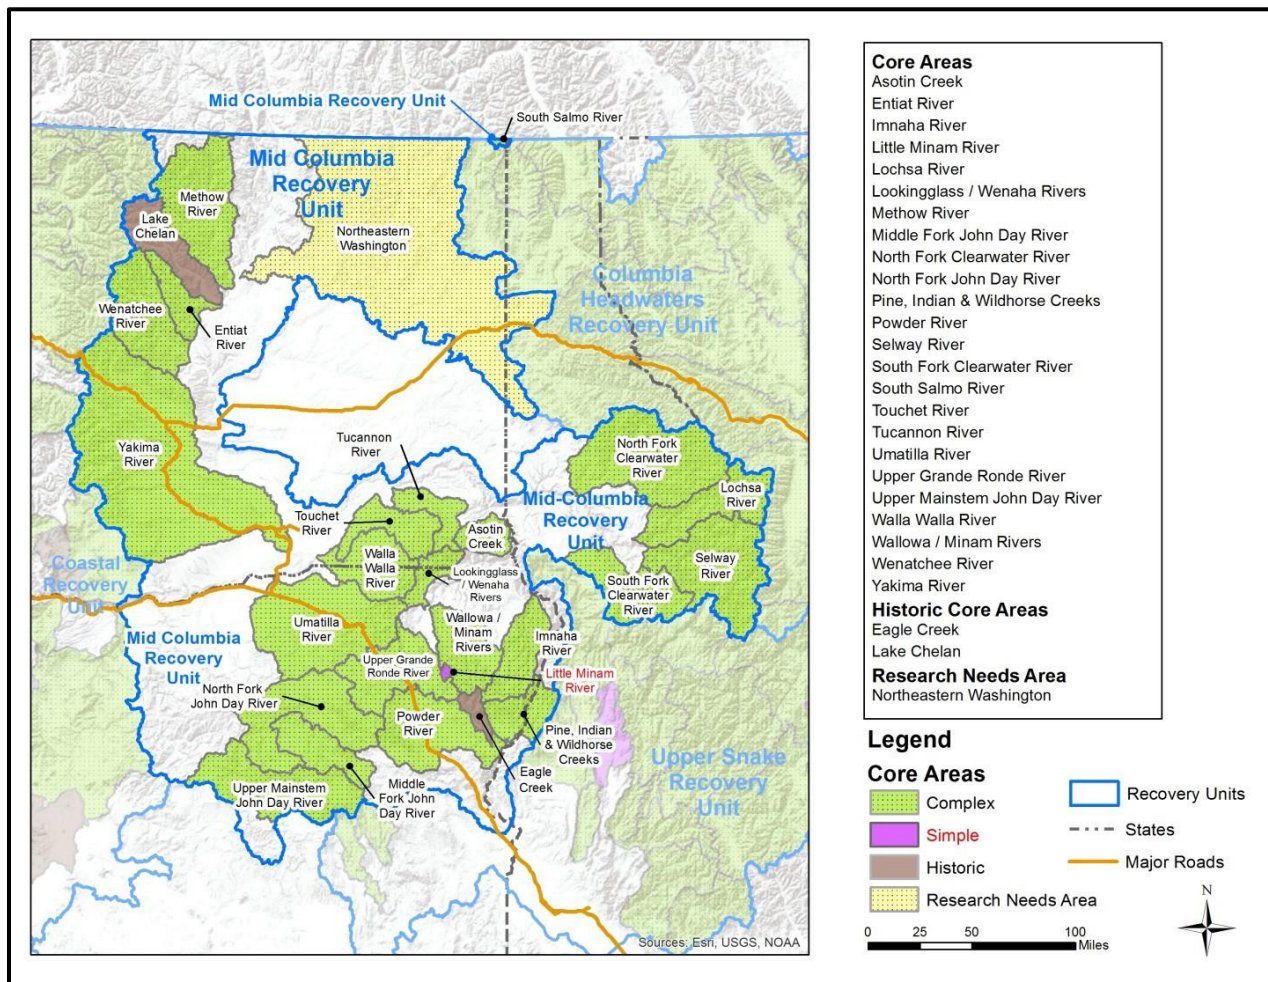 Mid Columbia Recovery Unit
South Salmo River
Mid Columbia
Recovery
Unit
Methow
River
Lake
Chelan
Northeastern
Washington
Columbia
Headwaters
Recovery Unit
Wenatchee
River
Entiat
River
Tucannon
River
Yakima
River
North Fork
Clearwater
River
Lochsa
River
Mid-Columbia
Recovery
Unit
Touchet
River
Asotin
Creek
Walla
Walla
River
Selway
River
Coastal
Recovery
Unit
Lookingglass
/ Wenaha
Rivers
South Fork
Clearwater
River
Umatilla
River
Wallowa /
Minam
Rivers
Imnaha
River
Mid Columbia
Recovery
Unit
Upper Grande
Ronde River
Little Minam
River
North Fork
John Day River
Powder
River
Pine, Indian
& Wildhorse
Creeks
Upper Snake
Recovery
Unit
Eagle
Creek
Upper Mainstem
John Day River
Middle
Fork John
Day River
Sources: Esri, USGS, NOAA
Core Areas
Asotin Creek
Entiat River
Imnaha River
Little Minam River
Lochsa River
Lookingglass / Wenaha Rivers
Methow River
Middle Fork John Day River
North Fork Clearwater River
North Fork John Day River
Pine, Indian & Wildhorse Creeks
Powder River
Selway River
South Fork Clearwater River
South Salmo River
Touchet River
Tucannon River
Umatilla River
Upper Grande Ronde River
Upper Mainstem John Day River
Walla Walla River
Wallowa / Minam Rivers
Wenatchee River
Yakima River
Historic Core Areas
Eagle Creek
Lake Chelan
Research Needs Area
Northeastern Washington
Legend
Core Areas
Complex
Simple
Historic
Research Needs Area
Recovery Units
States
Major Roads
N
0 25 50 100
Miles